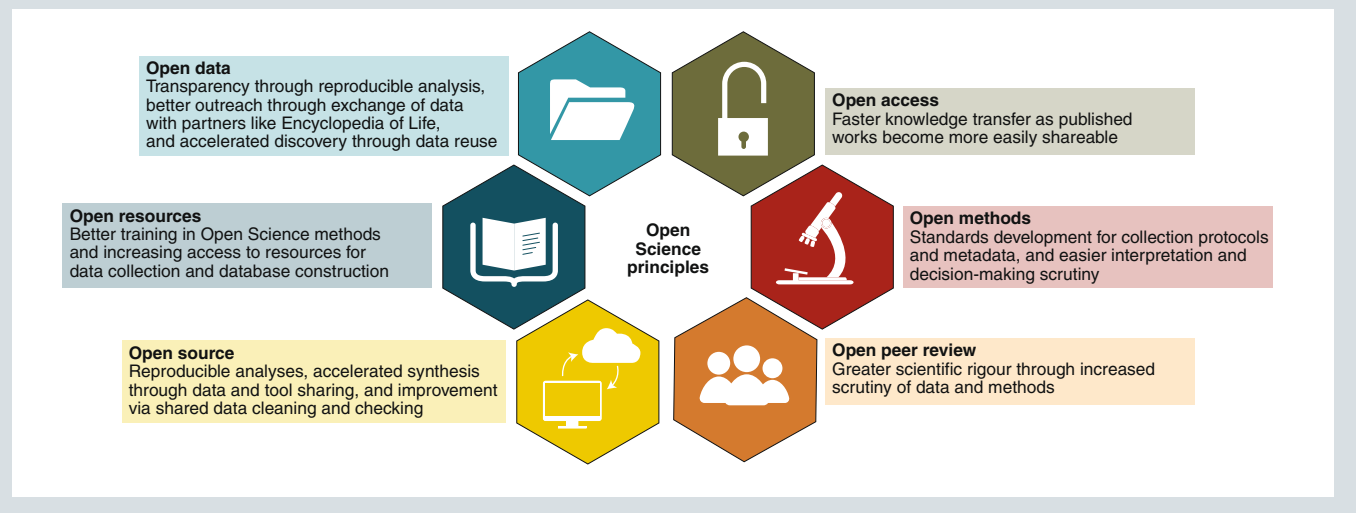 Open data
Transparency through reproducible analysis,
better outreach through exchange of data
with partners like Encyclopedia of Life,
and accelerated discovery through data reuse
Open access
Faster knowledge transfer as published
works become more easily shareable
Open resources
Better training in Open Science methods
and increasing access to resources for
data collection and database construction
Open
Science
principles
Open methods
Standards development for collection protocols
and metadata, and easier interpretation and
decision-making scrutiny
Open source
Reproducible analyses, accelerated synthesis
through data and tool sharing, and improvement
via shared data cleaning and checking
Open peer review
Greater scientific rigour through increased
scrutiny of data and methods